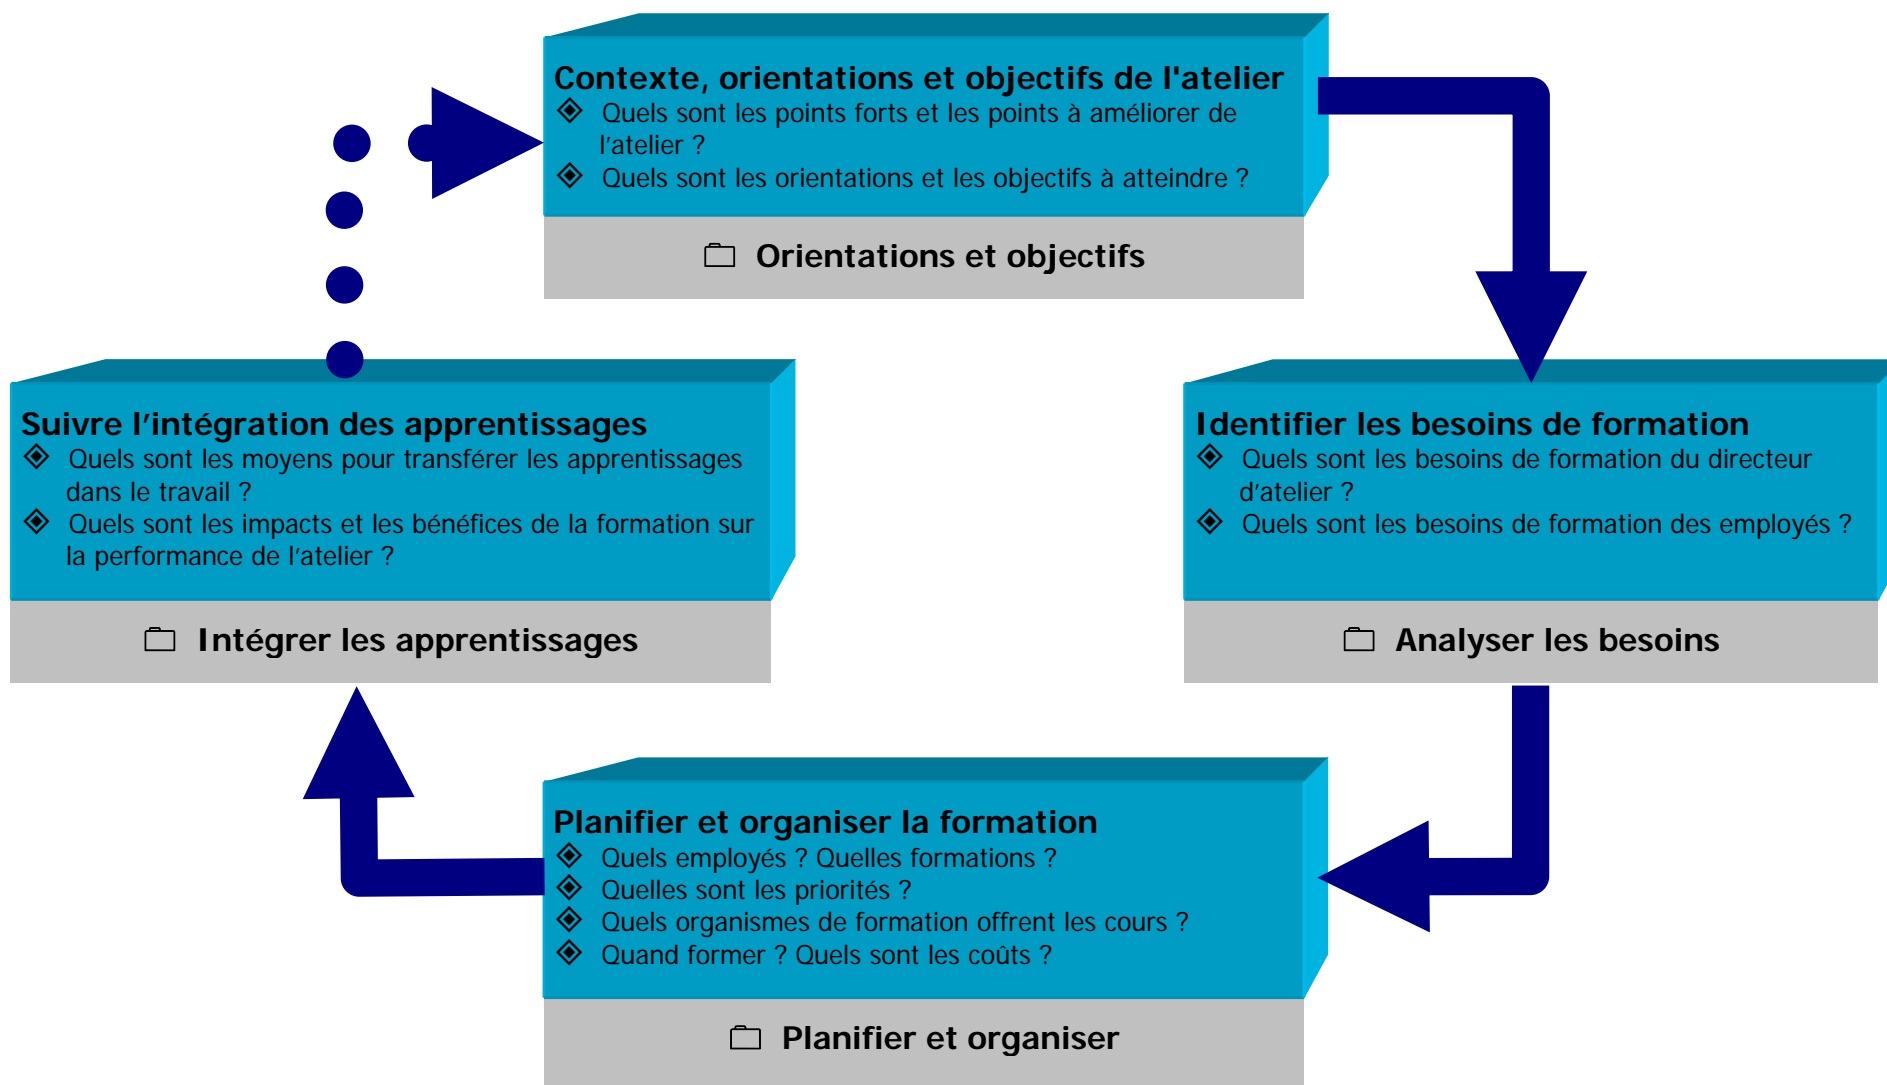 Contexte, orientations et objectifs de l'atelier
Quels sont les points forts et les points à améliorer de
l’atelier ?
Quels sont les orientations et les objectifs à atteindre ?
Orientations et objectifs
Suivre l’intégration des apprentissages
Quels sont les moyens pour transférer les apprentissages
dans le travail ?
Quels sont les impacts et les bénéfices de la formation sur
la performance de l’atelier ?
Intégrer les apprentissages
Identifier les besoins de formation
Quels sont les besoins de formation du directeur
d’atelier ?
Quels sont les besoins de formation des employés ?
Analyser les besoins
Planifier et organiser la formation
Quels employés ? Quelles formations ?
Quelles sont les priorités ?
Quels organismes de formation offrent les cours ?
Quand former ? Quels sont les coûts ?
Planifier et organiser